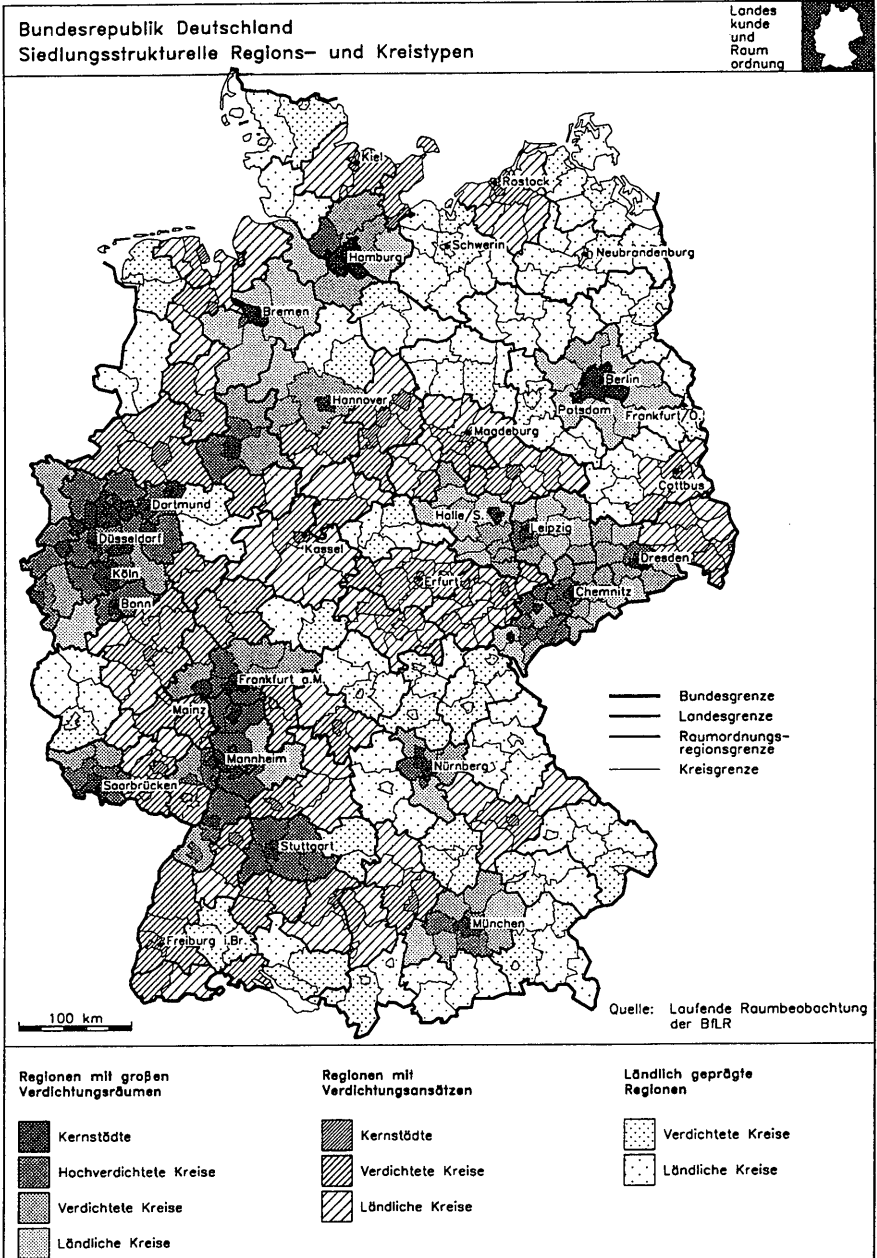 Bundesrepublik Deutschland
Siedlungsstrukturelle Regions- und Kreistypen
Landes
kunde
und
Raum
ordnung
Kiel
Rostock
Hamburg
Schwerin
Neubrandenburg
Bremen
Berlin
Hannover
Potsdam
Frankfurt/O.
Magdeburg
Cottbus
Dortmund
Halle/S.
Leipzig
Düsseldorf
Kassel
Dresden
Köln
Erfurt
Chemnitz
Bonn
Frankfurt a.M
Mainz
Bundesgrenze
Landesgrenze
Raumordnungs-
regionsgrenze
Kreisgrenze
Mannheim
Nürnberg
Saarbrücken
Stuttgart
München
Freiburg i.Br.
100 km
Quelle: Laufende Raumbeobachtung
der BfLR
Regionen mit großen
Verdichtungsräumen
Kernstädte
Hochverdichtete Kreise
Verdichtete Kreise
Ländliche Kreise
Regionen mit
Verdichtungsansätzen
Kernstädte
Verdichtete Kreise
Ländliche Kreise
Ländlich geprägte
Regionen
Verdichtete Kreise
Ländliche Kreise